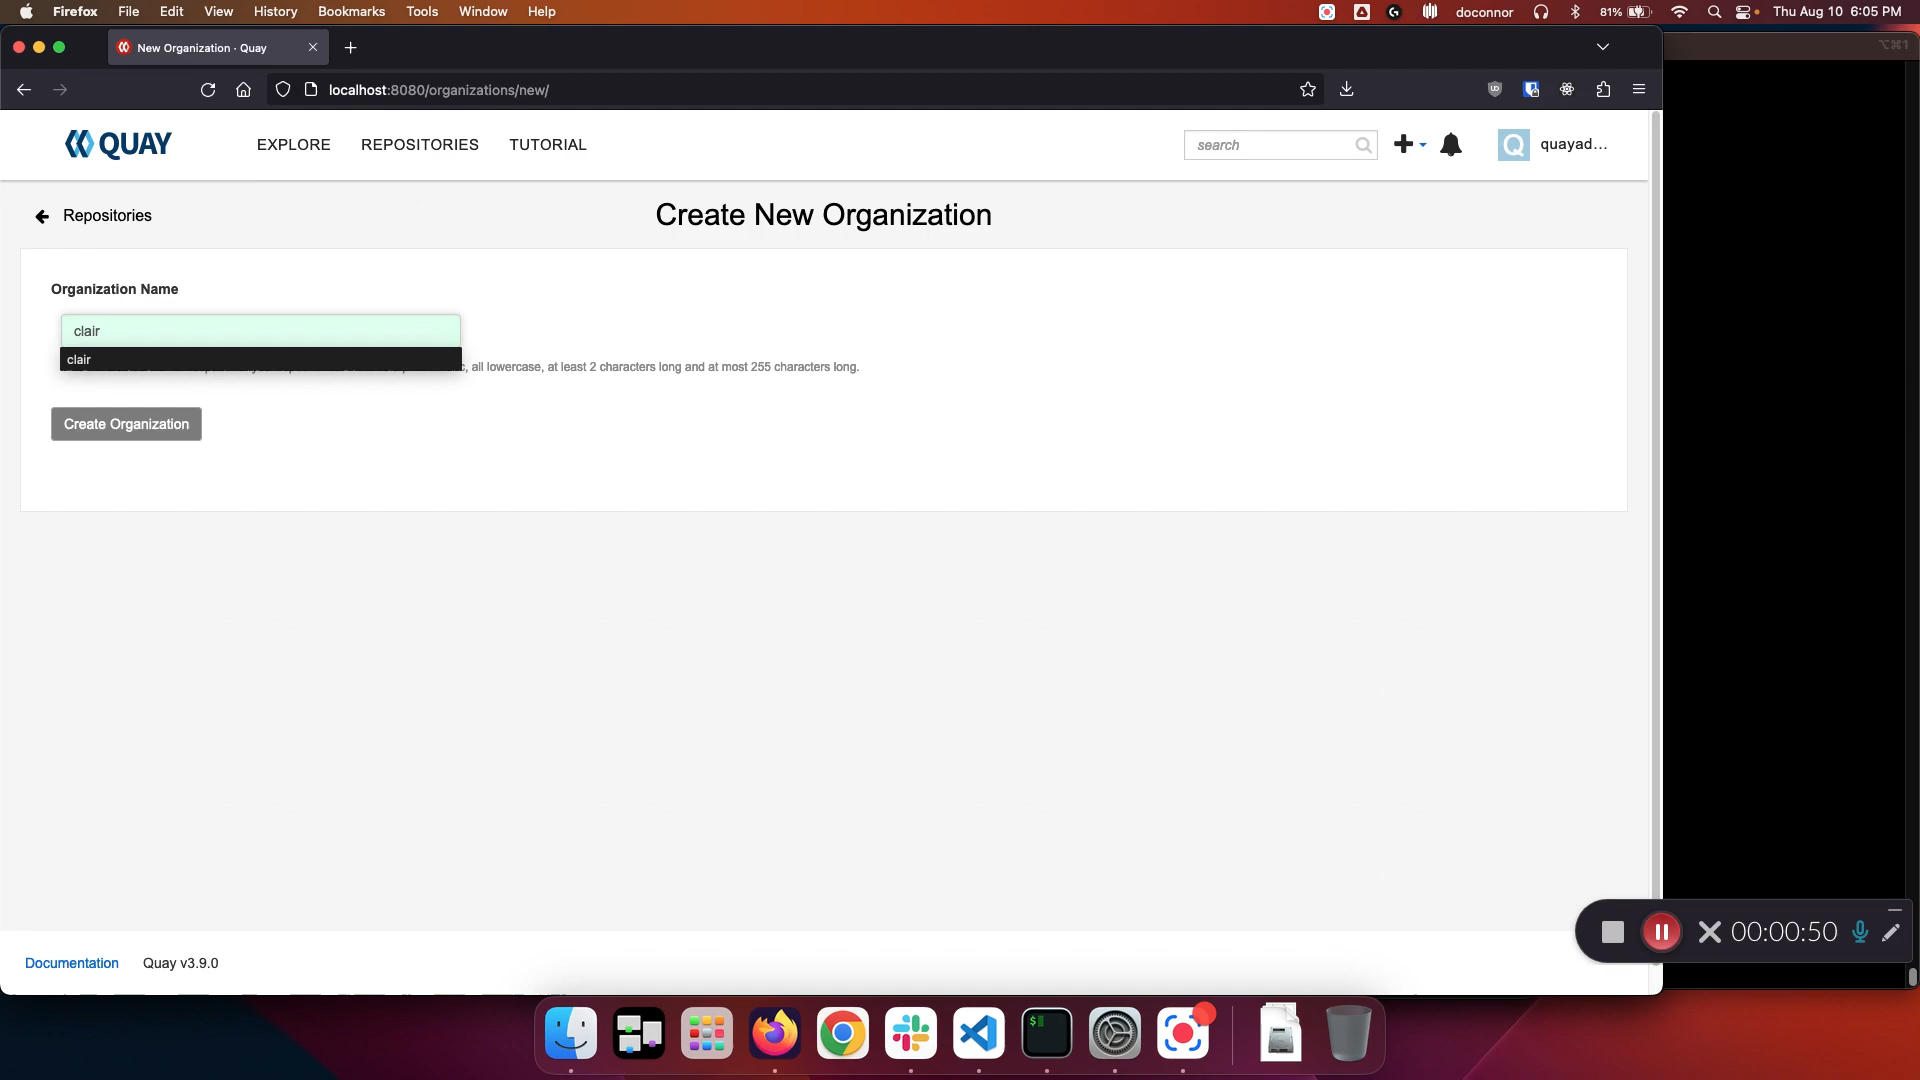 Firefox File Edit View History Bookmarks Tools Window Help doconnor 81% Thu Aug 10 6:05 PM
New Organization · Quay
⌥⌘1
localhost:8080/organizations/new/
QUAY EXPLORE REPOSITORIES TUTORIAL search Q quayad...
Repositories Create New Organization
Organization Name
clair
clair
c, all lowercase, at least 2 characters long and at most 255 characters long.
Create Organization
00:00:50
Documentation Quay v3.9.0